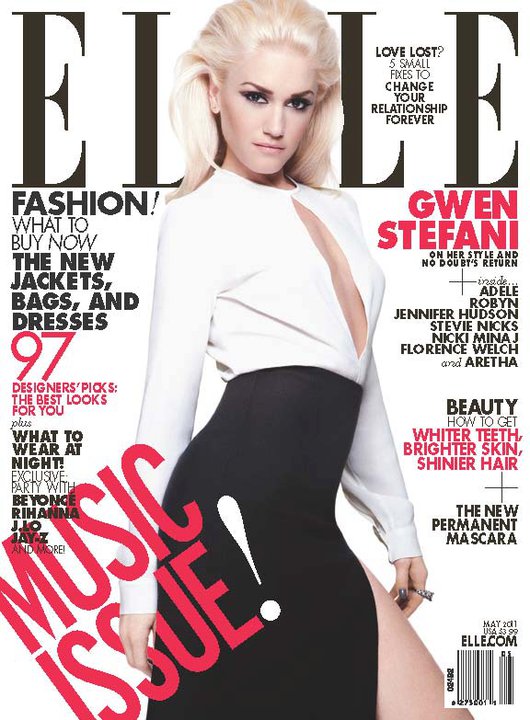 ELLE
LOVE LOST?
5 SMALL
FIXES TO
CHANGE
YOUR
RELATIONSHIP
FOREVER
FASHION!
WHAT TO
BUY NOW
THE NEW
JACKETS,
BAGS, AND
DRESSES
97
DESIGNERS' PICKS:
THE BEST LOOKS
FOR YOU
plus
WHAT TO
WEAR AT
NIGHT!
EXCLUSIVE:
PARTY WITH
BEYONCÉ
RIHANNA
J.LO
JAY-Z
AND MORE!
MUSIC
ISSUE!
GWEN
STEFANI
ON HER STYLE AND
NO DOUBT'S RETURN
+ inside...
ADELE
ROBYN
JENNIFER HUDSON
STEVIE NICKS
NICKI MINAJ
FLORENCE WELCH
and ARETHA
BEAUTY
HOW TO GET
WHITER TEETH,
BRIGHTER SKIN,
SHINIER HAIR
+
THE NEW
PERMANENT
MASCARA
MAY 2011
USA $3.99
ELLE.COM
05